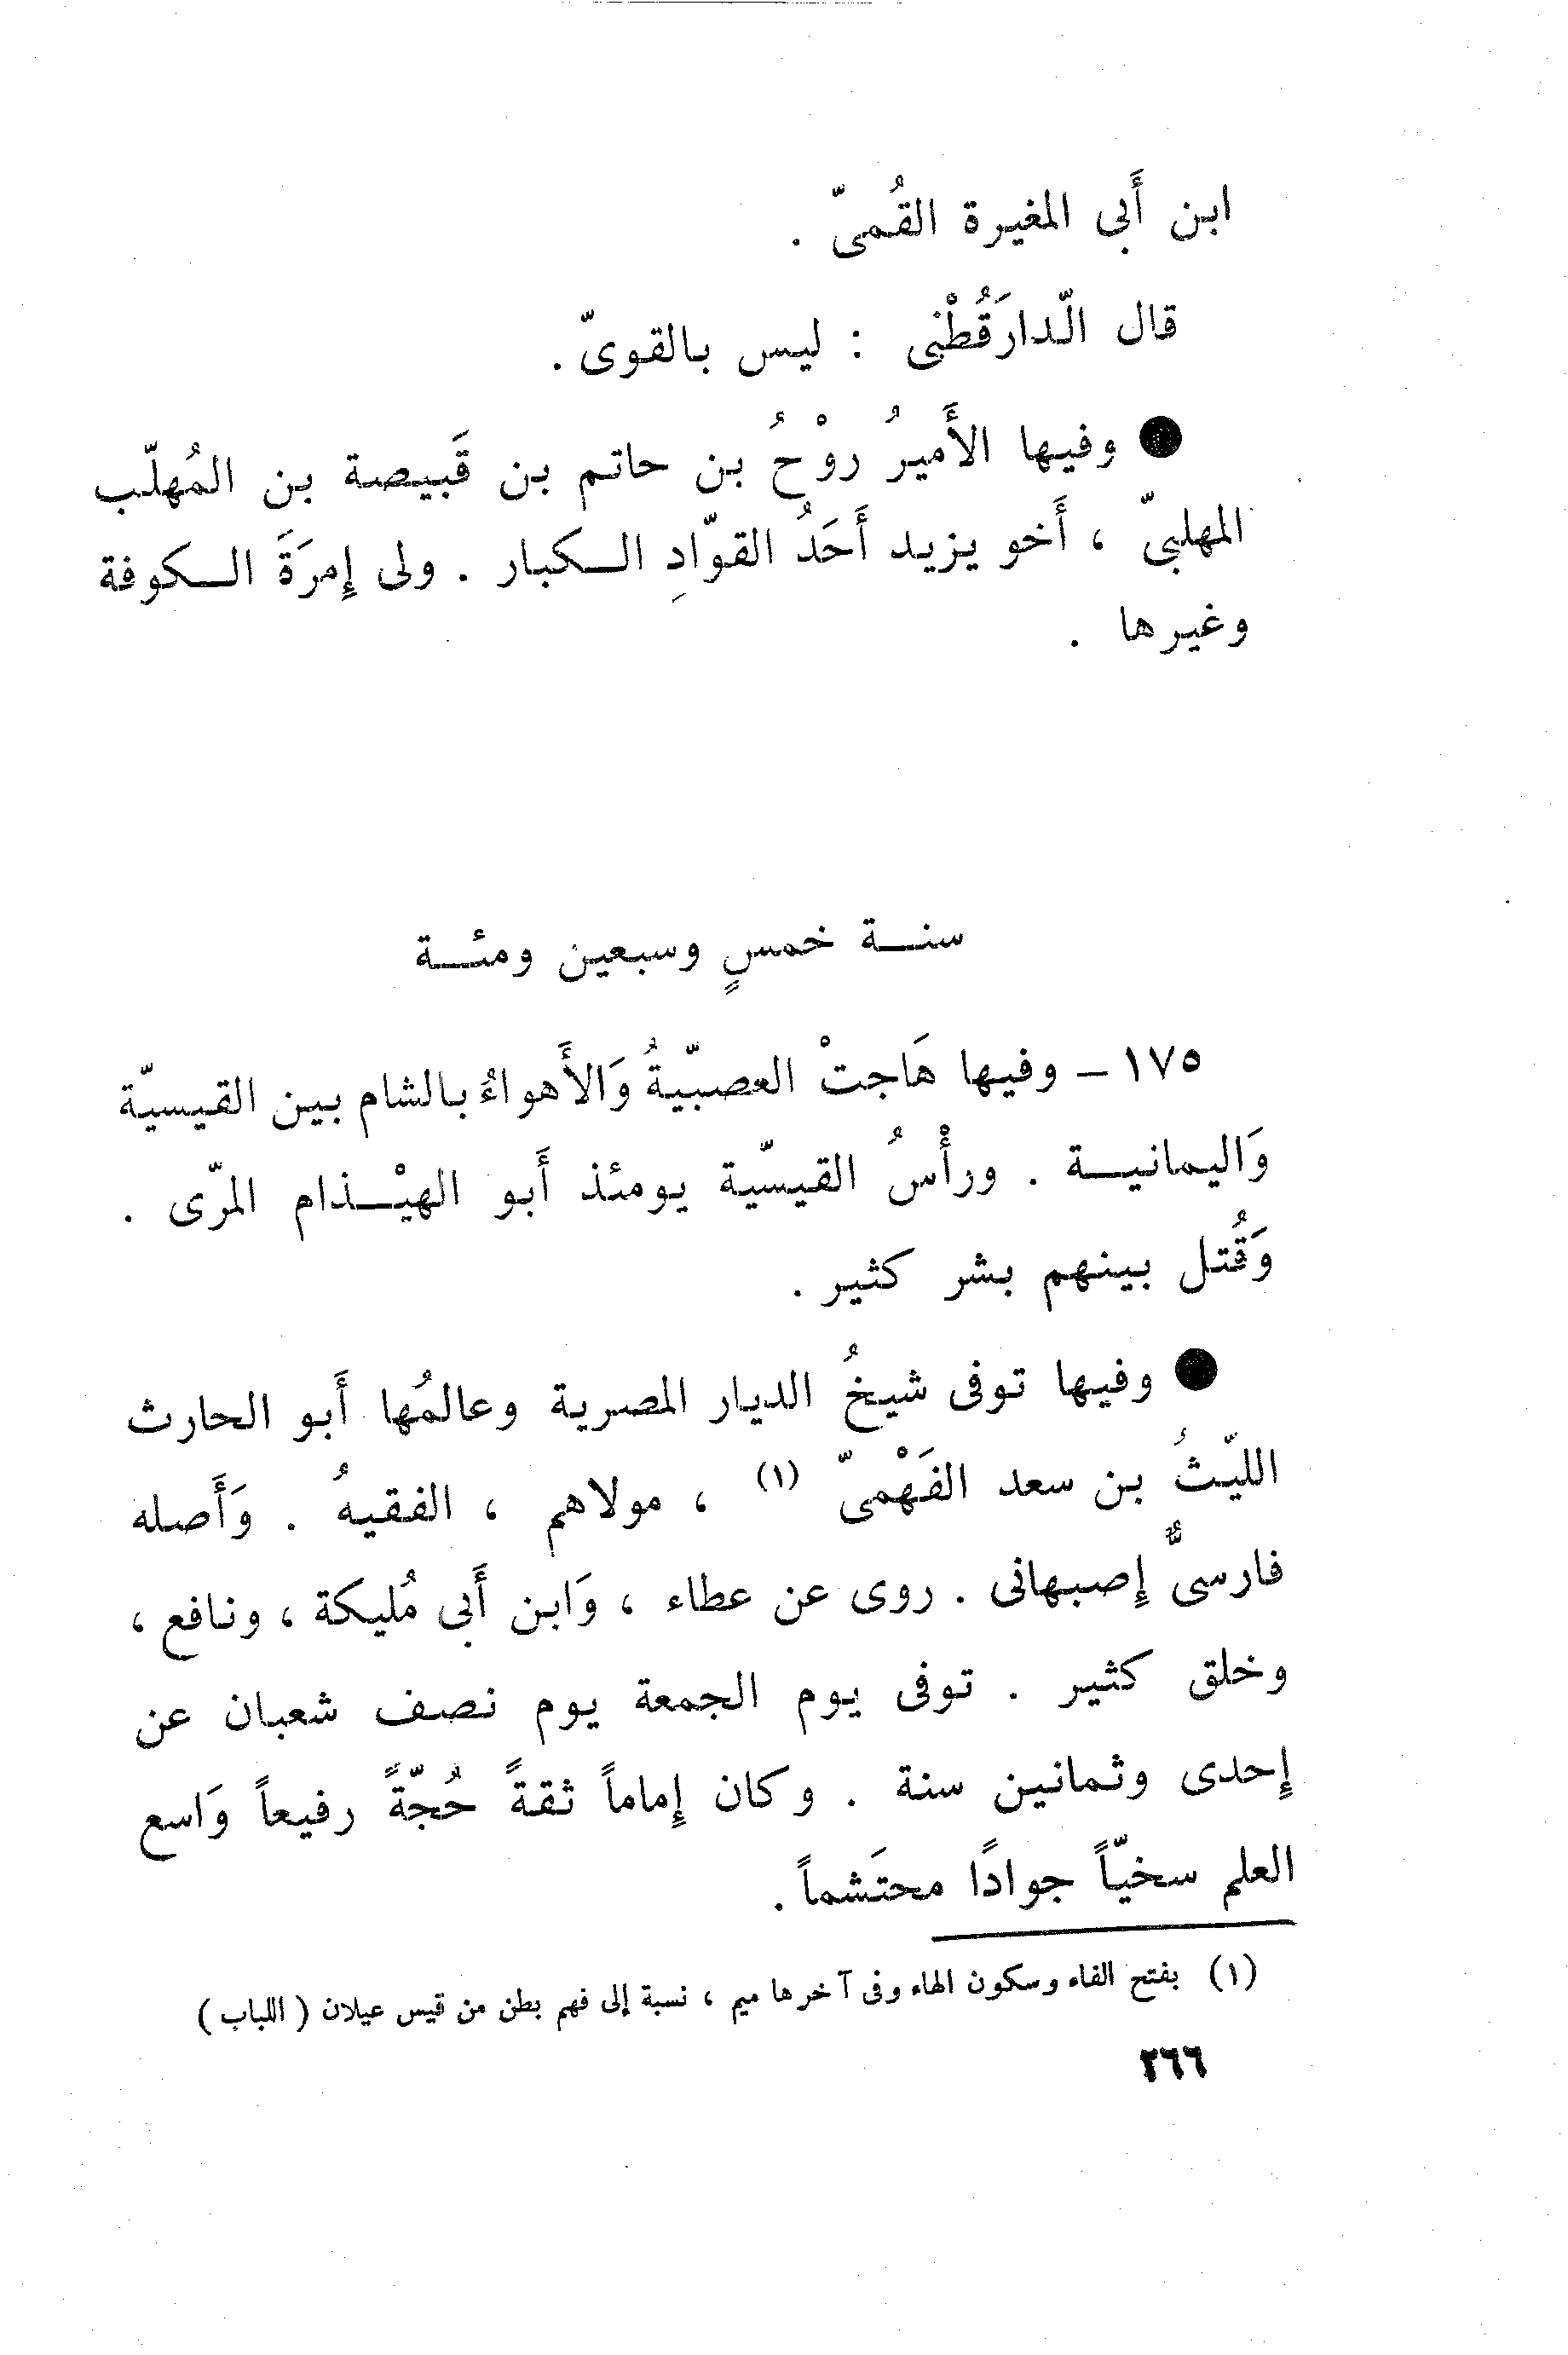 ابن أَبى المغيرة القُمىّ .
قال الّدارَقُطْنى : ليس بالقوىّ .
● وفيها الأَميرُ روْحُ بن حاتم بن قَبيصة بن المُهلّب
المهلبىّ ، أَخو يزيد أَحَدُ القوّادِ الـكبار . ولى إِمرَةَ الـكوفة
وغيرها .
سنـة خمسٍ وسبعين ومئـة
١٧٥ – وفيها هَاجتْ العصبّيةُ وَالأَهواءُ بالشام بين القيسيّة
وَاليمانيـة . ورأْسُ القيسّية يومئذ أَبو الهيْـذام المرّى .
وَقُتل بينهم بشر كثير .
● وفيها توفى شيخُ الديار المصرية وعالمُها أَبو الحارث
الليّثُ بن سعد الفَهْمىّ (١) ، مولاهم ، الفقيهُ . وَأَصله
فارسىٌّ إِصبهانى . روى عن عطاء ، وَابن أَبى مُليكة ، ونافع ،
وخلق كثير . توفى يوم الجمعة يوم نصف شعبان عن
إِحدى وثمانين سنة . وكان إِماماً ثقةً حُجّةً رفيعاً وَاسع
العلم سخيّاً جوادًا محتَشماً .
(١) بفتح الفاء وسكون الهاء وفى آخرها ميم ، نسبة إلى فهم بطن من قيس عيلان ( اللباب )
٢٦٦